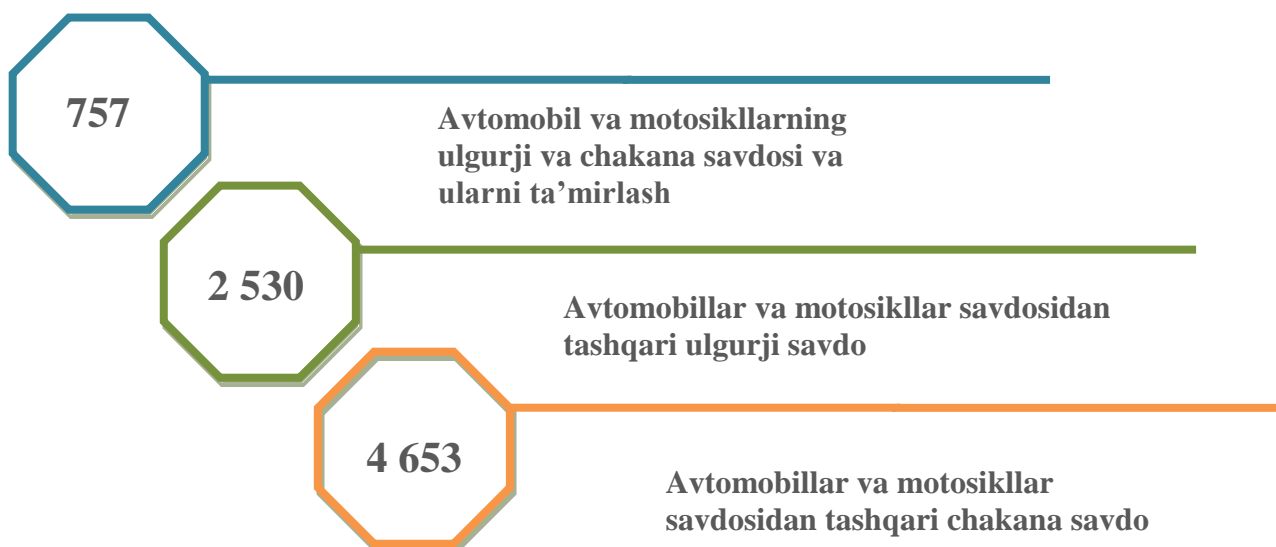 757
Avtomobil va motosikllarning
ulgurji va chakana savdosi va
ularni ta’mirlash
2 530
Avtomobillar va motosikllar savdosidan
tashqari ulgurji savdo
4 653
Avtomobillar va motosikllar
savdosidan tashqari chakana savdo